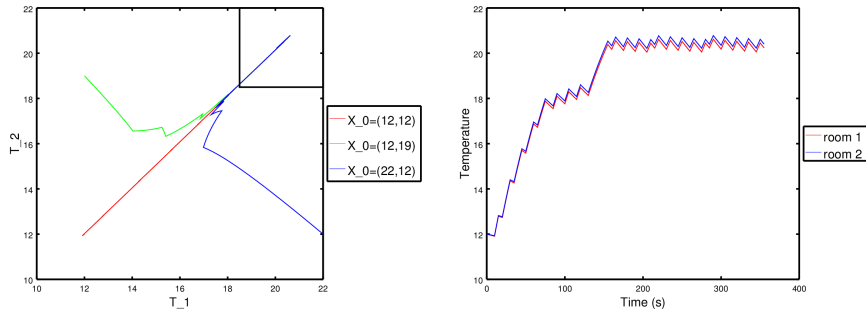 22
20
18
16
14
12
10
T_2
10
12
14
16
18
20
22
T_1
X_0=(12,12)
X_0=(12,19)
X_0=(22,12)
22
20
18
16
14
12
10
Temperature
0
100
200
300
400
Time (s)
room 1
room 2